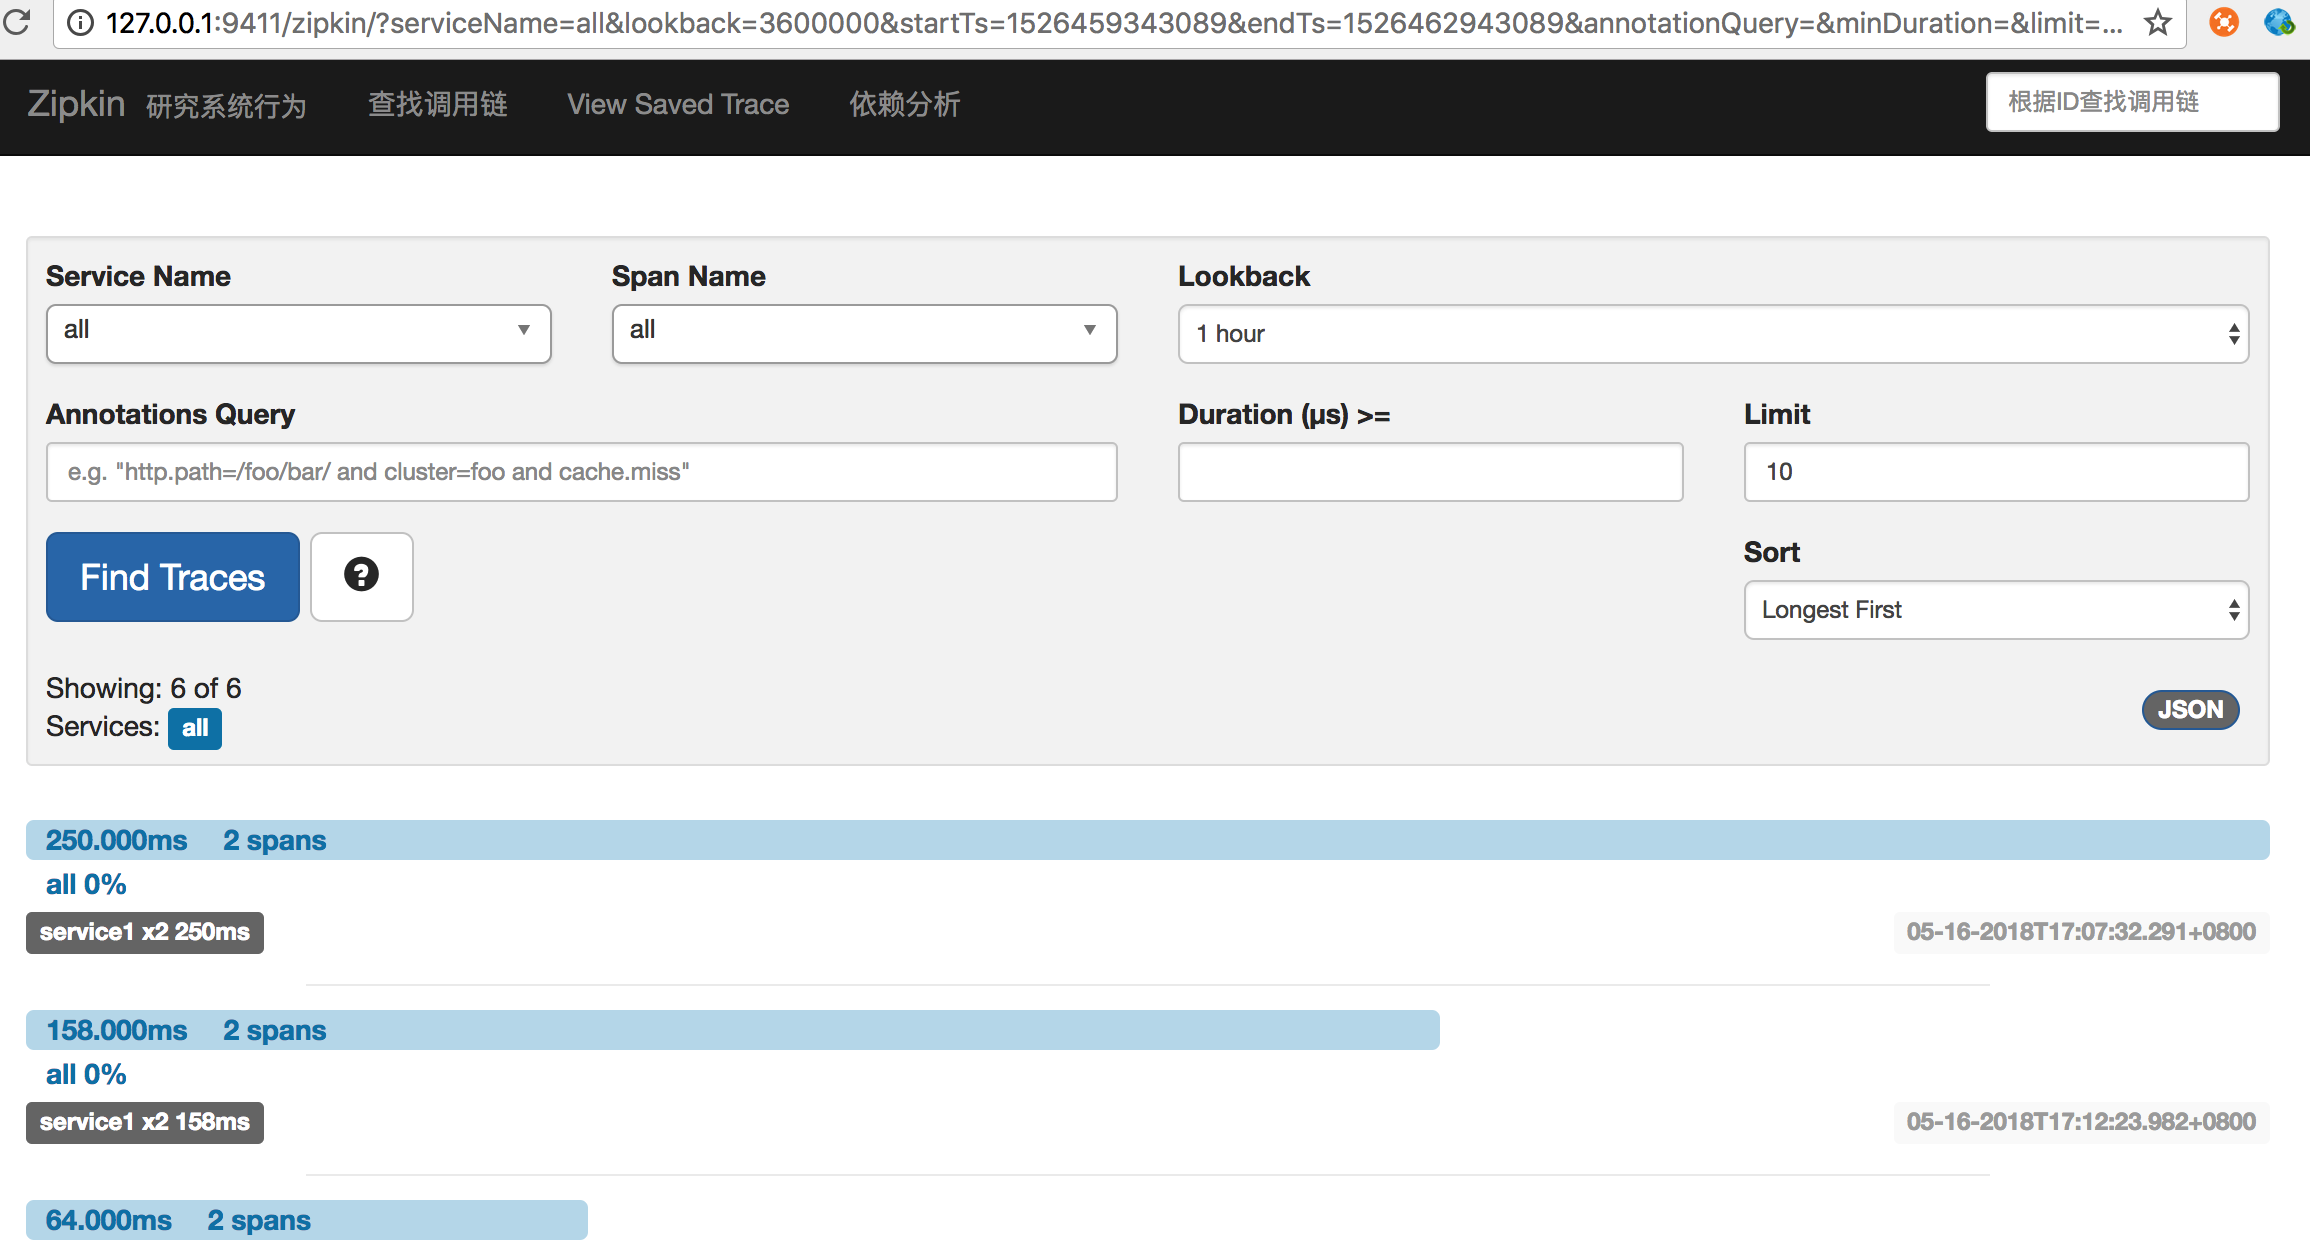 127.0.0.1:9411/zipkin/?serviceName=all&lookback=3600000&startTs=1526459343089&endTs=1526462943089&annotationQuery=&minDuration=&limit=...
Zipkin 研究系统行为 查找调用链 View Saved Trace 依赖分析 根据ID查找调用链
Service Name Span Name Lookback
all all 1 hour
Annotations Query Duration (µs) >= Limit
e.g. "http.path=/foo/bar/ and cluster=foo and cache.miss" 10
Find Traces ?
Sort
Longest First
Showing: 6 of 6
Services: all
JSON
250.000ms 2 spans
all 0%
service1 x2 250ms 05-16-2018T17:07:32.291+0800
158.000ms 2 spans
all 0%
service1 x2 158ms 05-16-2018T17:12:23.982+0800
64.000ms 2 spans